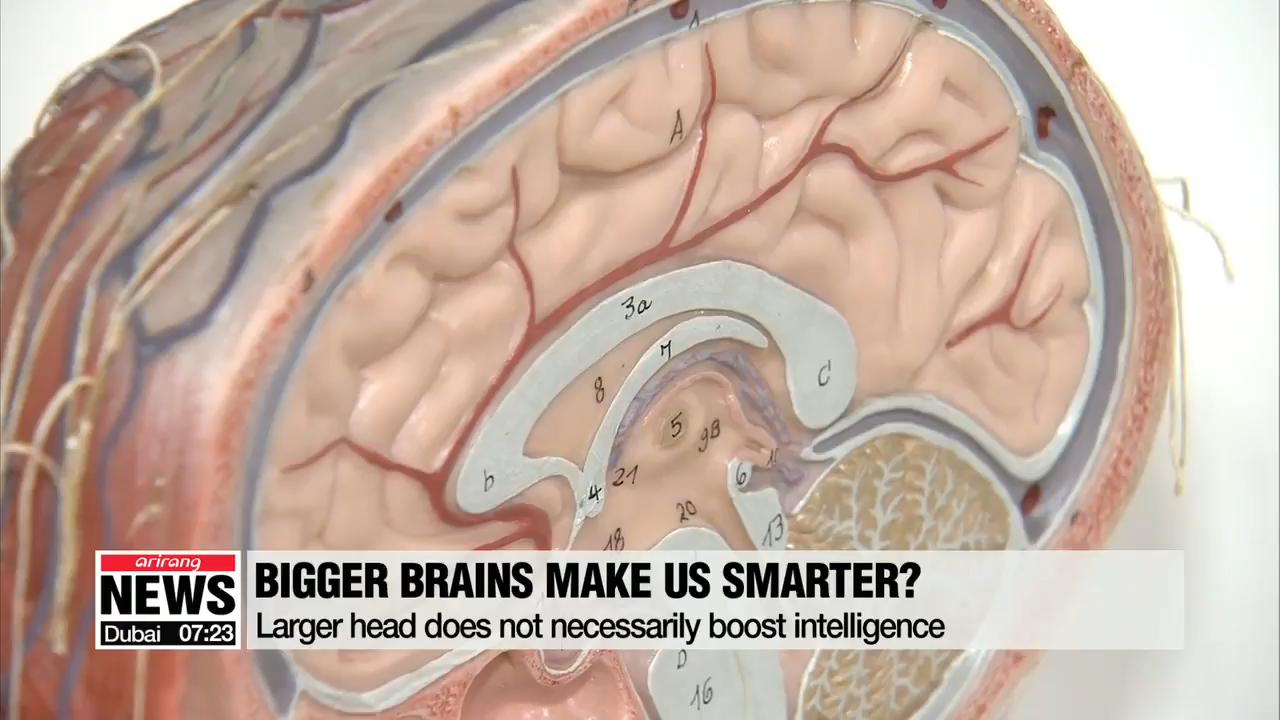 A
A
3a
7
8
C
5
9B
b
21
6
11
4
20
13
18
arirang
NEWS
Dubai 07:23
BIGGER BRAINS MAKE US SMARTER?
Larger head does not necessarily boost intelligence
D
16